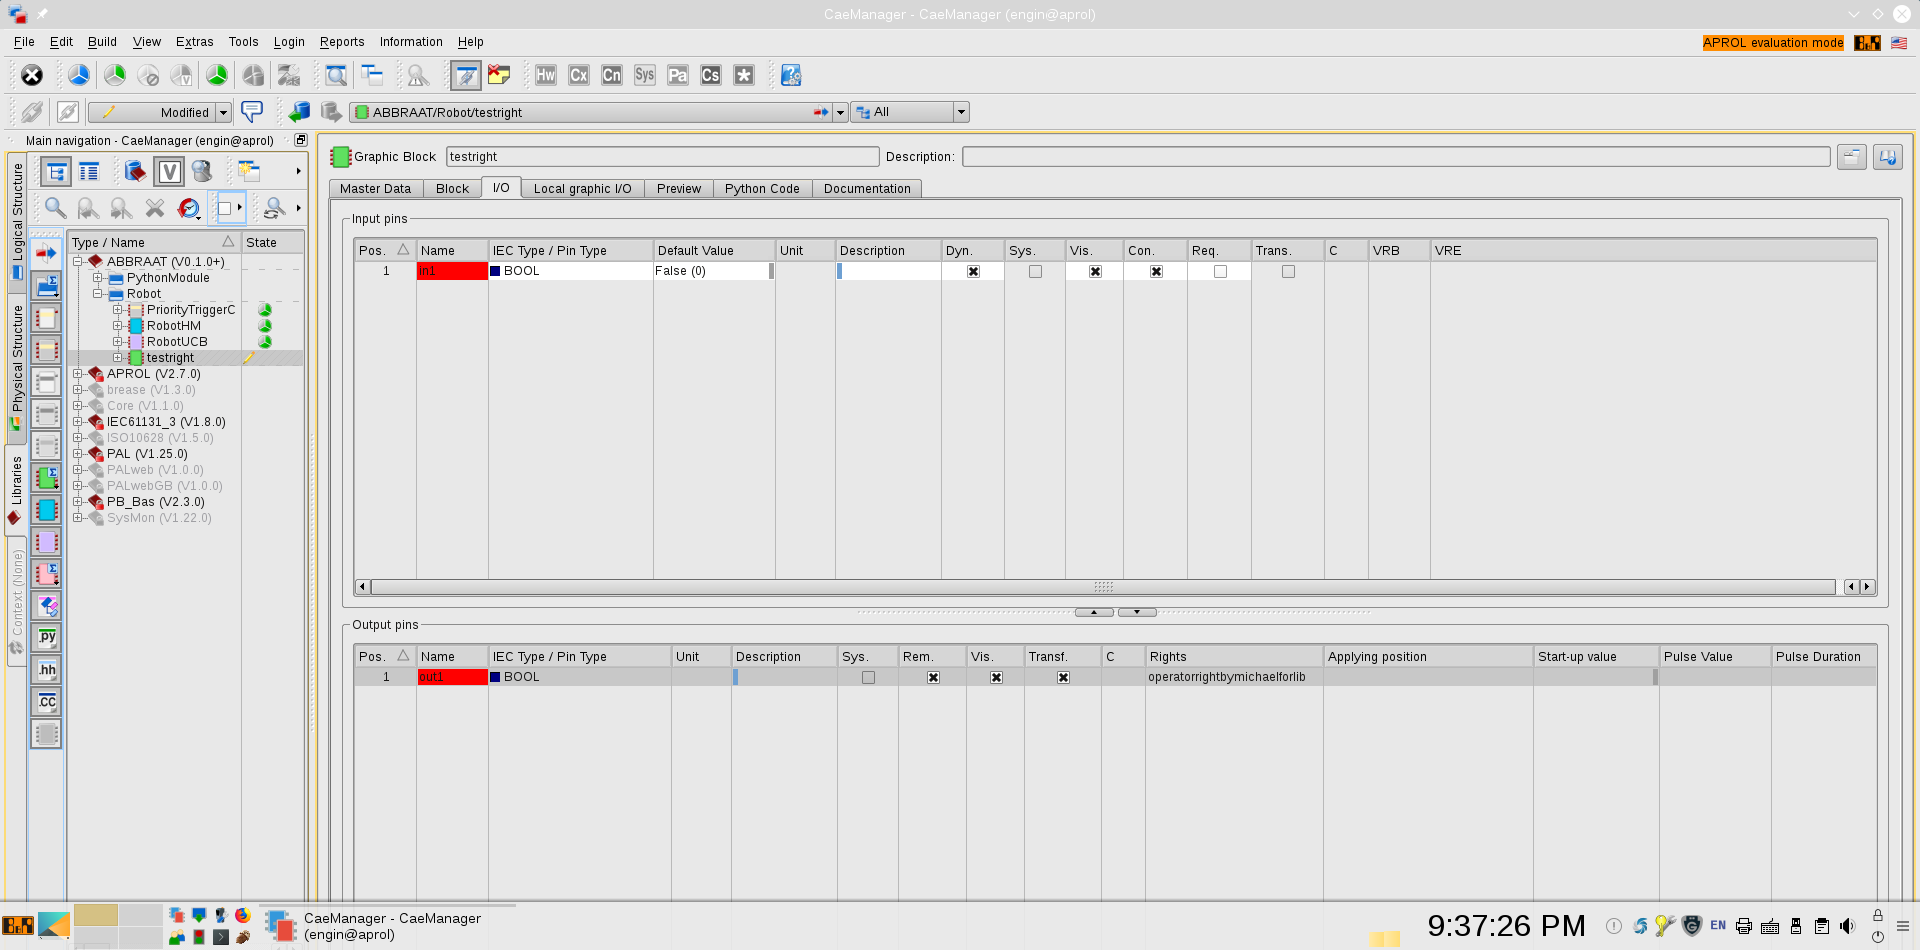 CaeManager - CaeManager (engin@aprol)
File Edit Build View Extras Tools Login Reports Information Help
APROL evaluation mode
Hw Cx Cn Sys Pa Cs *
Modified
ABBRAAT/Robot/testright
All
Main navigation - CaeManager (engin@aprol)
Logical Structure
Physical Structure
Libraries
Context (None)
V
Type / Name State
ABBRAAT (V0.1.0+)
PythonModule
Robot
PriorityTriggerC
RobotHM
RobotUCB
testright
APROL (V2.7.0)
brease (V1.3.0)
Core (V1.1.0)
IEC61131_3 (V1.8.0)
ISO10628 (V1.5.0)
PAL (V1.25.0)
PALweb (V1.0.0)
PALwebGB (V1.0.0)
PB_Bas (V2.3.0)
SysMon (V1.22.0)
.py
.hh
.cc
Graphic Block testright Description:
Master Data Block I/O Local graphic I/O Preview Python Code Documentation
Input pins
Pos. Name IEC Type / Pin Type Default Value Unit Description Dyn. Sys. Vis. Con. Req. Trans. C VRB VRE
1 in1 BOOL False (0)
Output pins
Pos. Name IEC Type / Pin Type Unit Description Sys. Rem. Vis. Transf. C Rights Applying position Start-up value Pulse Value Pulse Duration
1 out1 BOOL operatorrightbymichaelforlib
CaeManager - CaeManager
(engin@aprol)
9:37:26 PM
EN